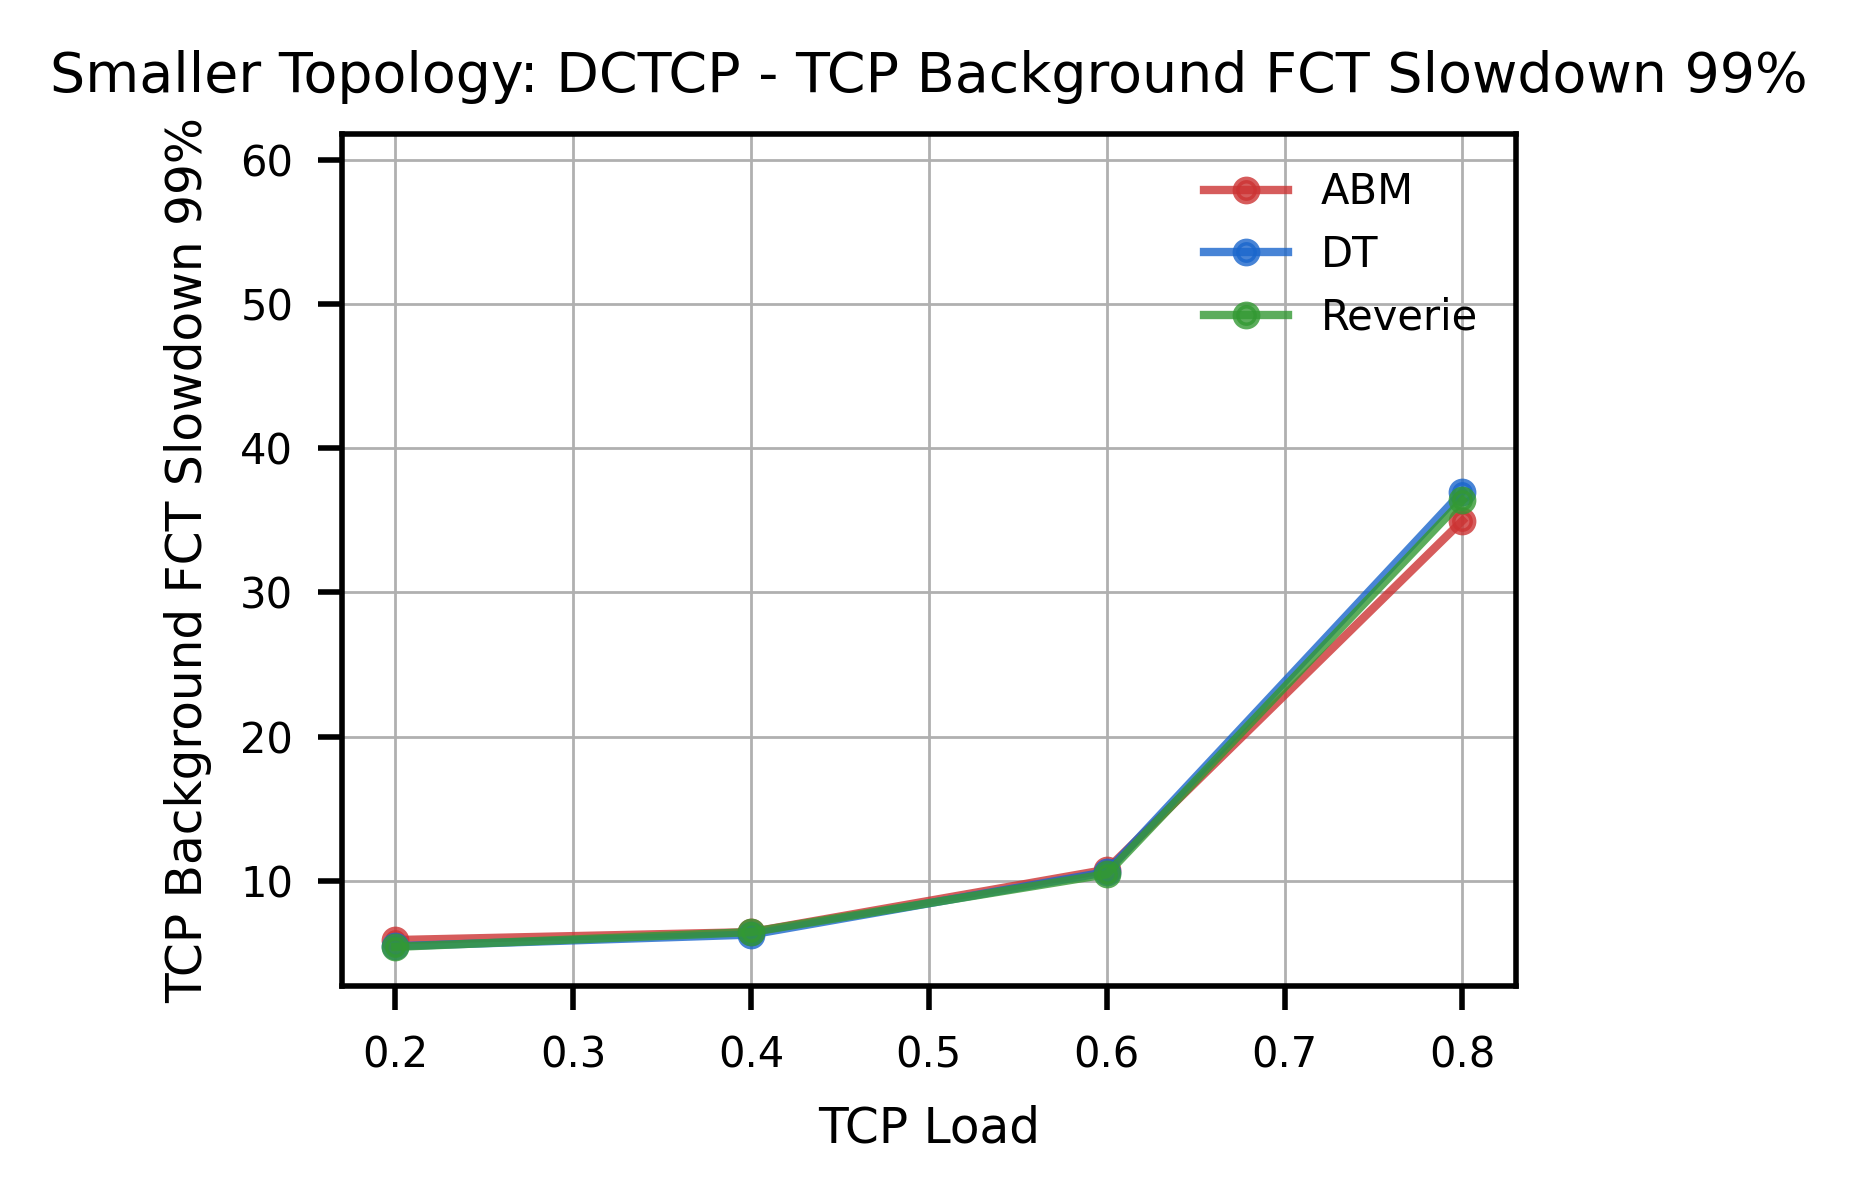 Smaller Topology: DCTCP - TCP Background FCT Slowdown 99%
TCP Background FCT Slowdown 99%
60
50
40
30
20
10
ABM
DT
Reverie
0.2
0.3
0.4
0.5
0.6
0.7
0.8
TCP Load